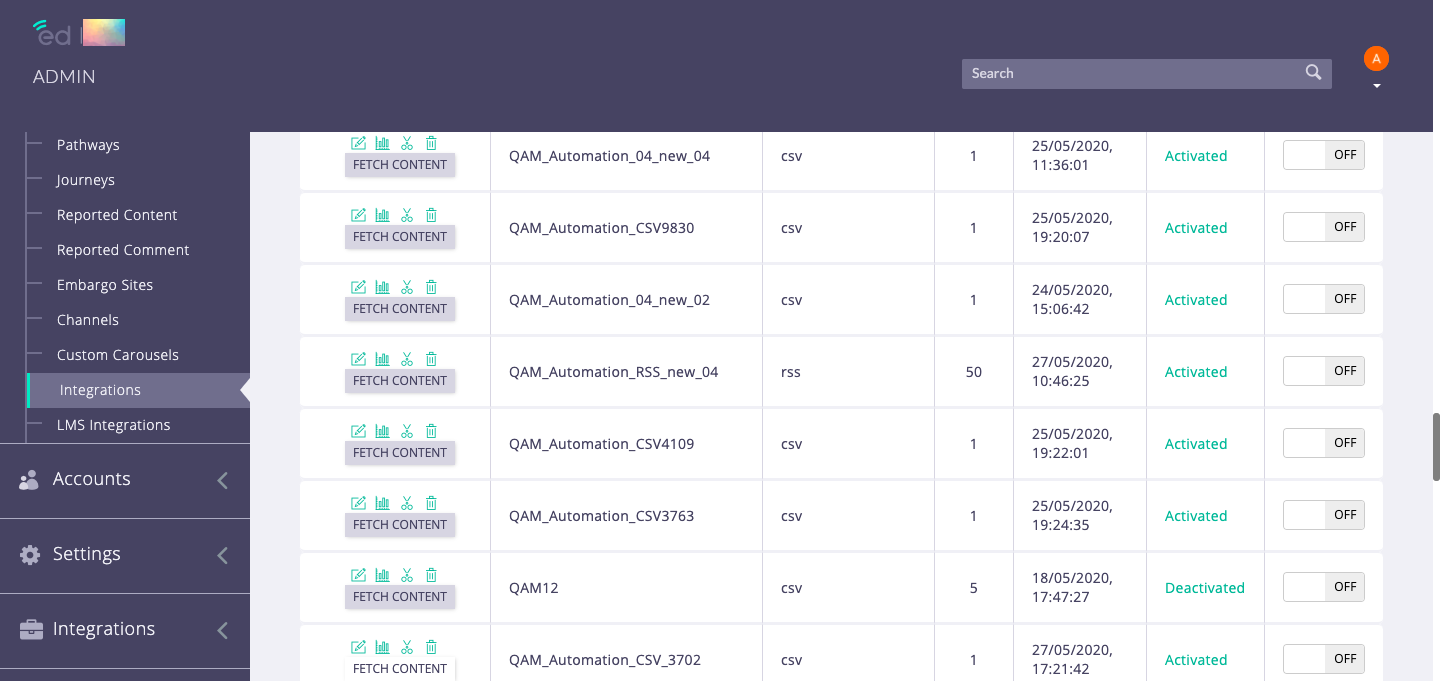 ed
ADMIN
Search
A
Pathways
Journeys
Reported Content
Reported Comment
Embargo Sites
Channels
Custom Carousels
Integrations
LMS Integrations
Accounts
Settings
Integrations
FETCH CONTENT QAM_Automation_04_new_04 csv 1 25/05/2020, Activated OFF
11:36:01
FETCH CONTENT QAM_Automation_CSV9830 csv 1 25/05/2020, Activated OFF
19:20:07
FETCH CONTENT QAM_Automation_04_new_02 csv 1 24/05/2020, Activated OFF
15:06:42
FETCH CONTENT QAM_Automation_RSS_new_04 rss 50 27/05/2020, Activated OFF
10:46:25
FETCH CONTENT QAM_Automation_CSV4109 csv 1 25/05/2020, Activated OFF
19:22:01
FETCH CONTENT QAM_Automation_CSV3763 csv 1 25/05/2020, Activated OFF
19:24:35
FETCH CONTENT QAM12 csv 5 18/05/2020, Deactivated OFF
17:47:27
FETCH CONTENT QAM_Automation_CSV_3702 csv 1 27/05/2020, Activated OFF
17:21:42